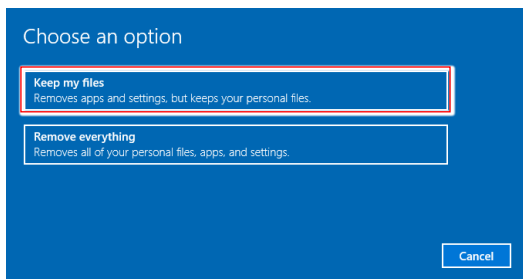 Choose an option
Keep my files
Removes apps and settings, but keeps your personal files.
Remove everything
Removes all of your personal files, apps, and settings.
Cancel